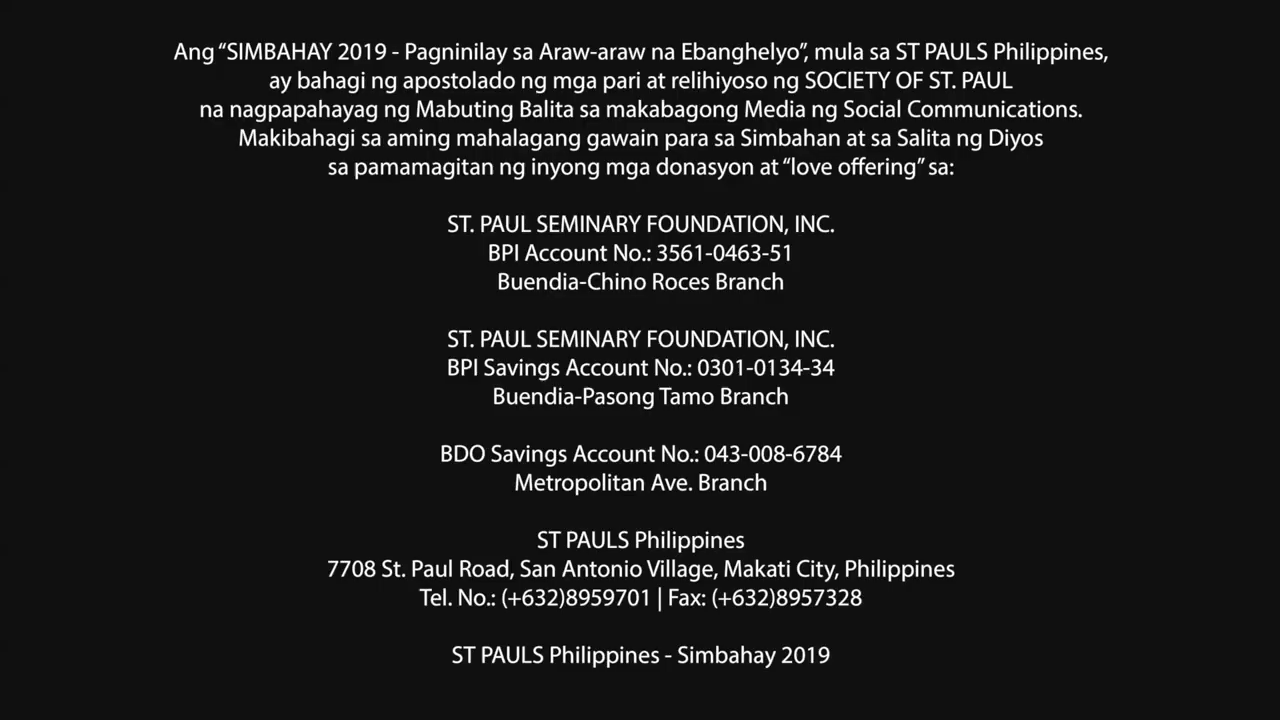 Ang “SIMBAHAY 2019 - Pagninilay sa Araw-araw na Ebanghelyo”, mula sa ST PAULS Philippines,
ay bahagi ng apostolado ng mga pari at relihiyoso ng SOCIETY OF ST. PAUL
na nagpapahayag ng Mabuting Balita sa makabagong Media ng Social Communications.
Makibahagi sa aming mahalagang gawain para sa Simbahan at sa Salita ng Diyos
sa pamamagitan ng inyong mga donasyon at “love offering” sa:
ST. PAUL SEMINARY FOUNDATION, INC.
BPI Account No.: 3561-0463-51
Buendia-Chino Roces Branch
ST. PAUL SEMINARY FOUNDATION, INC.
BPI Savings Account No.: 0301-0134-34
Buendia-Pasong Tamo Branch
BDO Savings Account No.: 043-008-6784
Metropolitan Ave. Branch
ST PAULS Philippines
7708 St. Paul Road, San Antonio Village, Makati City, Philippines
Tel. No.: (+632)8959701 | Fax: (+632)8957328
ST PAULS Philippines - Simbahay 2019